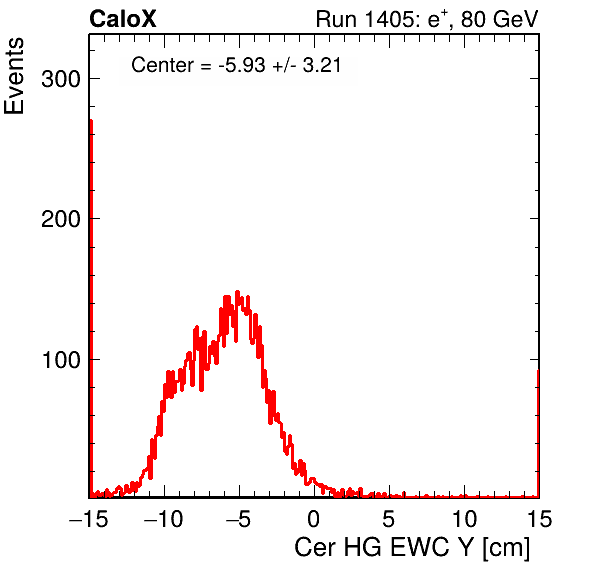 CaloX Run 1405: e⁺, 80 GeV
Center = -5.93 +/- 3.21
Events
300
200
100
−15 −10 −5 0 5 10 15
Cer HG EWC Y [cm]